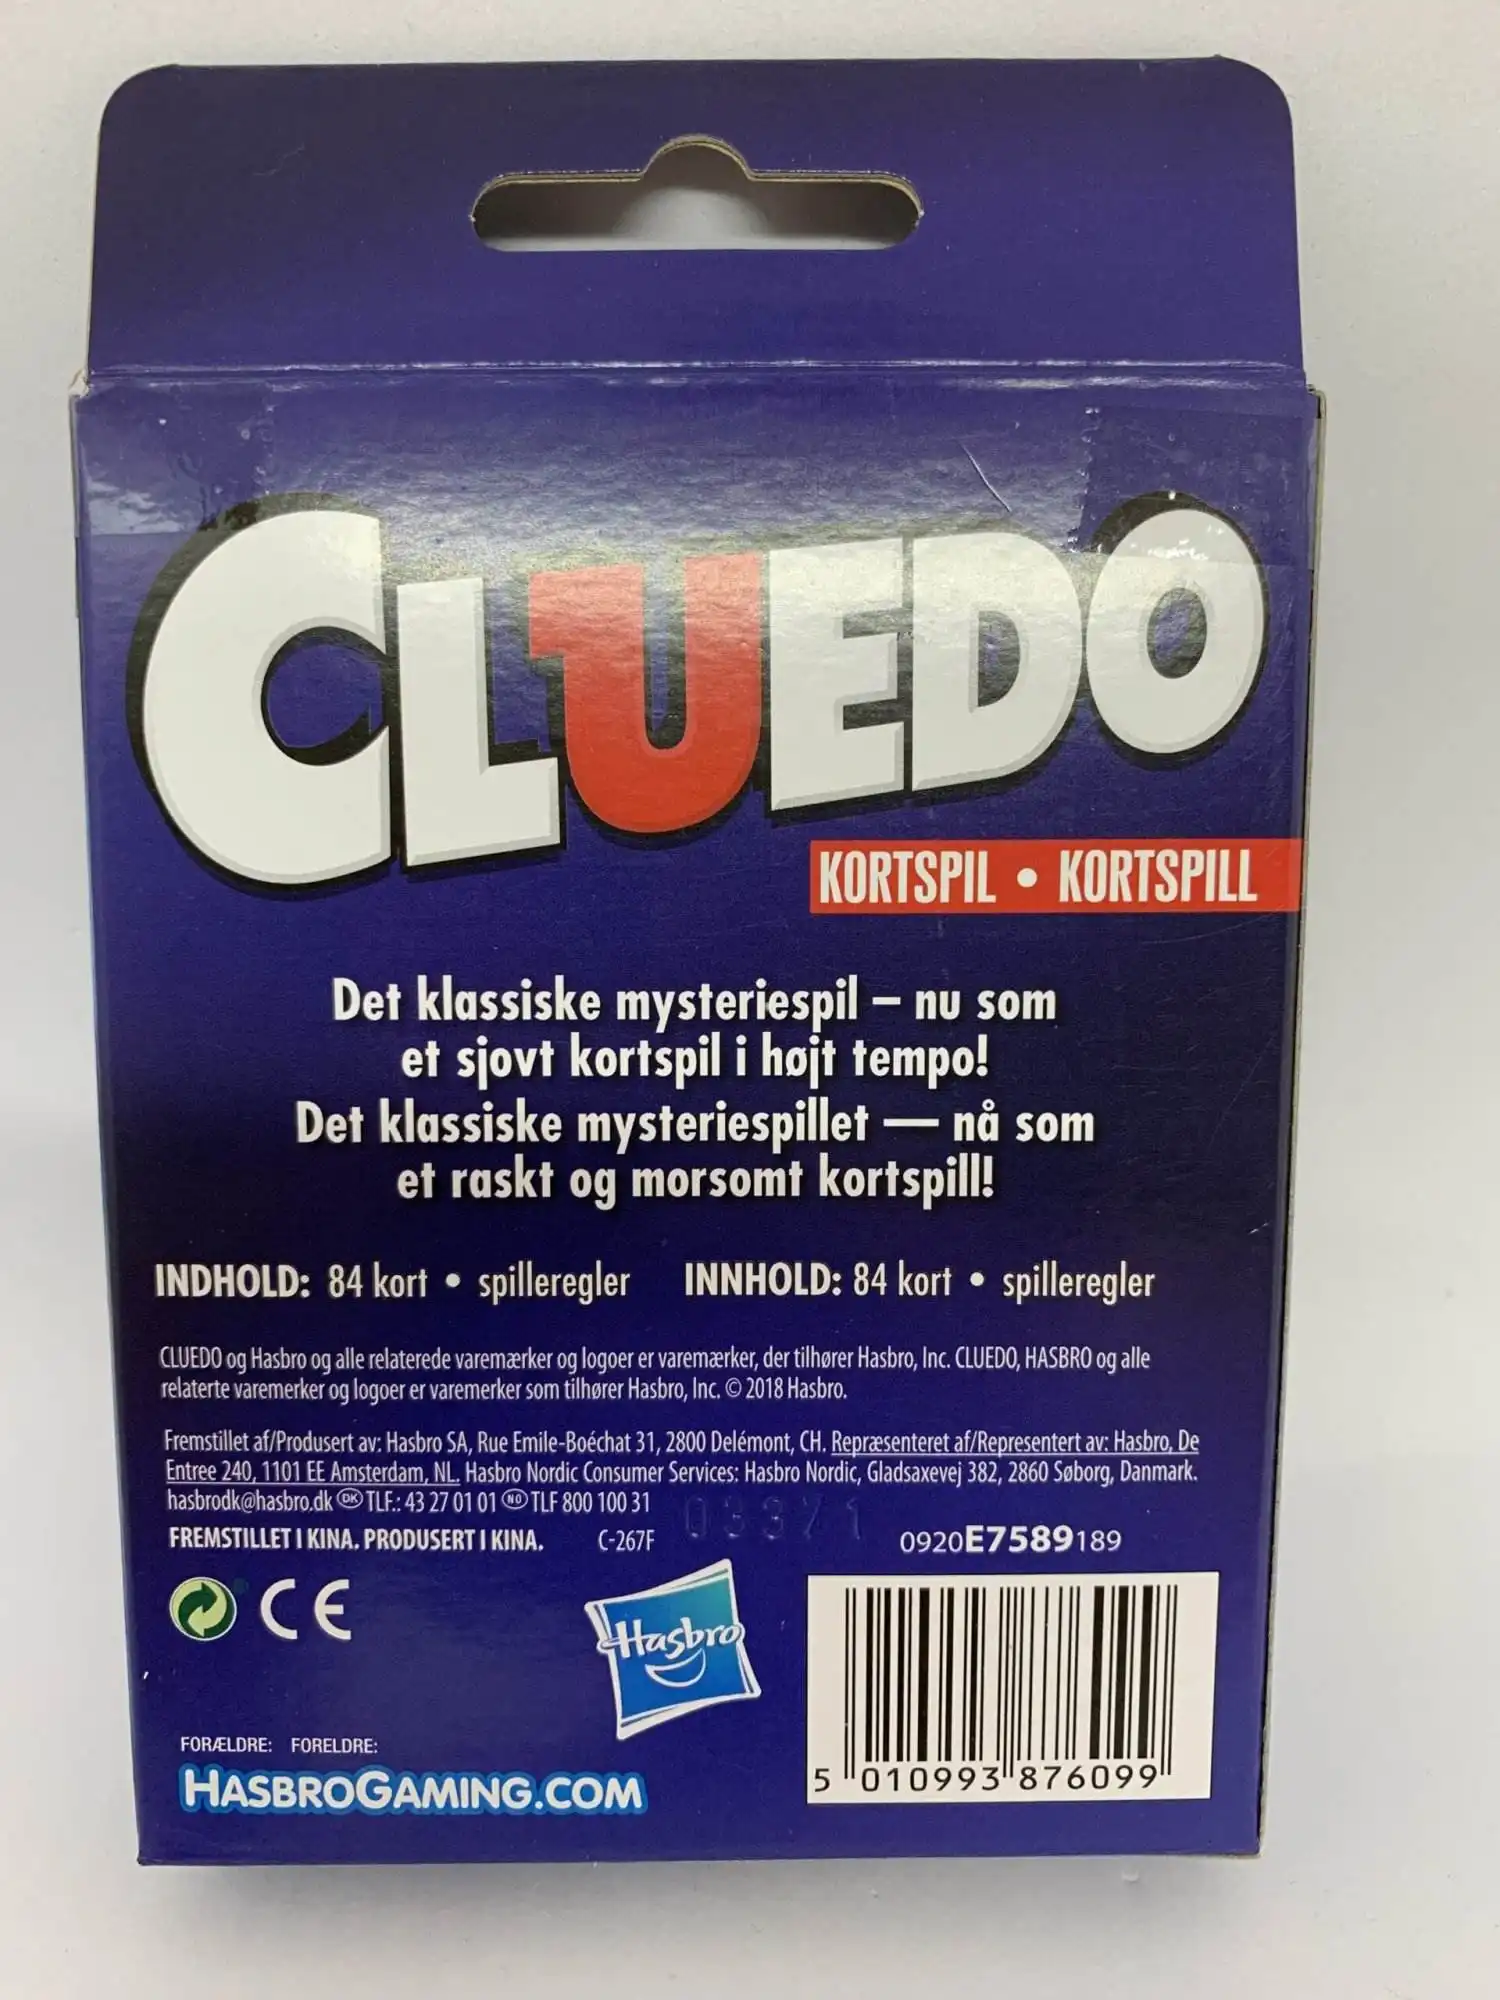 CLUEDO
KORTSPIL • KORTSPILL
Det klassiske mysteriespil – nu som
et sjovt kortspil i højt tempo!
Det klassiske mysteriespillet — nå som
et raskt og morsomt kortspill!
INDHOLD: 84 kort • spilleregler INNHOLD: 84 kort • spilleregler
CLUEDO og Hasbro og alle relaterede varemærker og logoer er varemærker, der tilhører Hasbro, Inc. CLUEDO, HASBRO og alle
relaterte varemerker og logoer er varemerker som tilhører Hasbro, Inc. © 2018 Hasbro.
Fremstillet af/Produsert av: Hasbro SA, Rue Emile-Boéchat 31, 2800 Delémont, CH. Repræsenteret af/Representert av: Hasbro, De
Entree 240, 1101 EE Amsterdam, NL. Hasbro Nordic Consumer Services: Hasbro Nordic, Gladsaxevej 382, 2860 Søborg, Danmark.
hasbrodk@hasbro.dk DK TLF.: 43 27 01 01 NO TLF 800 100 31
FREMSTILLET I KINA. PRODUSERT I KINA. C-267F 0920E7589189
CE
Hasbro
5 010993 876099
FORÆLDRE: FORELDRE:
HASBROGAMING.COM